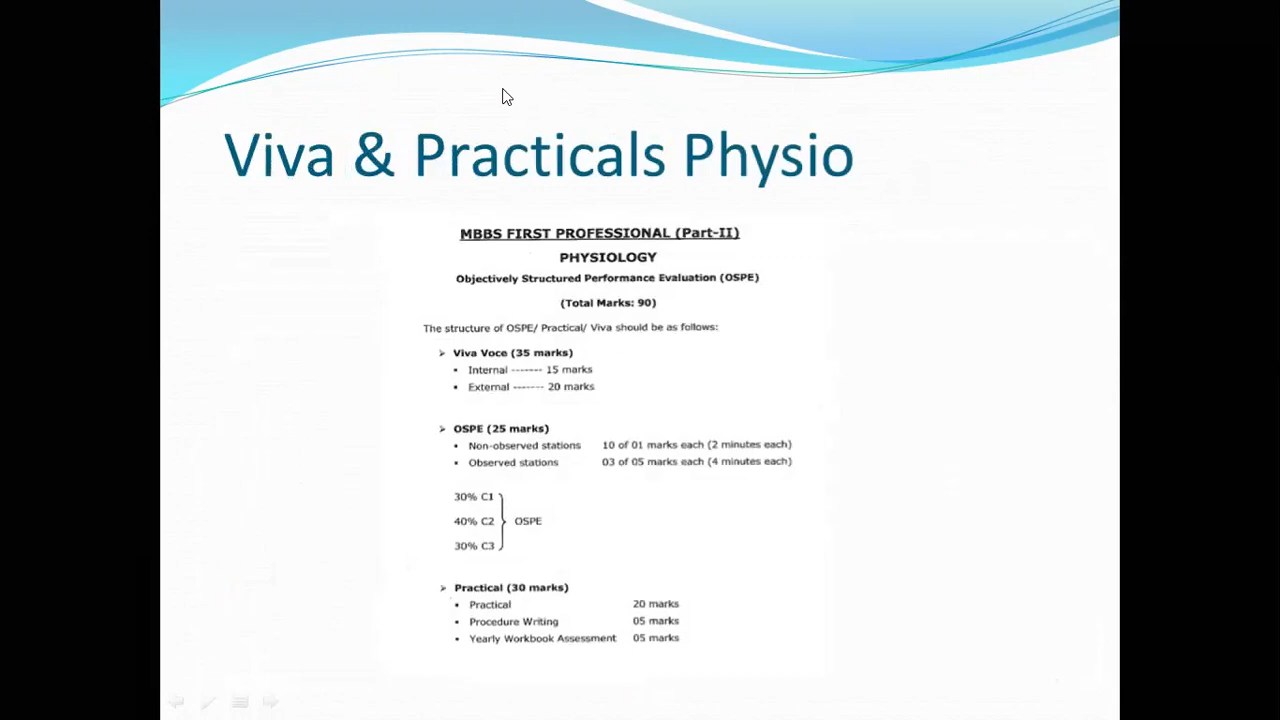 Viva & Practicals Physio
MBBS FIRST PROFESSIONAL (Part-II)
PHYSIOLOGY
Objectively Structured Performance Evaluation (OSPE)
(Total Marks: 90)
The structure of OSPE/ Practical/ Viva should be as follows:
➢ Viva Voce (35 marks)
▪ Internal ------- 15 marks
▪ External ------- 20 marks
➢ OSPE (25 marks)
▪ Non-observed stations 10 of 01 marks each (2 minutes each)
▪ Observed stations 03 of 05 marks each (4 minutes each)
30% C1
40% C2 OSPE
30% C3
➢ Practical (30 marks)
▪ Practical 20 marks
▪ Procedure Writing 05 marks
▪ Yearly Workbook Assessment 05 marks